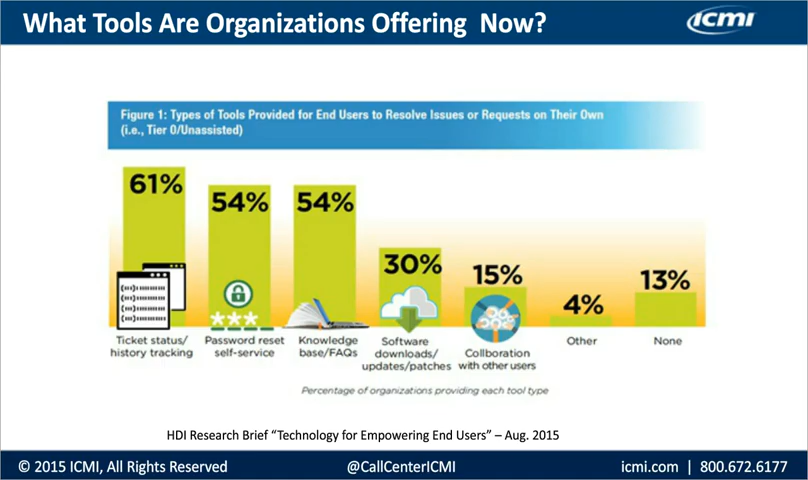 What Tools Are Organizations Offering Now?
icmi
Figure 1: Types of Tools Provided for End Users to Resolve Issues or Requests on Their Own
(i.e., Tier 0/Unassisted)
61%
54%
54%
30%
15%
4%
13%
***
Ticket status/
history tracking
Password reset
self-service
Knowledge
base/FAQs
Software
downloads/
updates/patches
Collboration
with other users
Other
None
Percentage of organizations providing each tool type
HDI Research Brief “Technology for Empowering End Users” – Aug. 2015
© 2015 ICMI, All Rights Reserved
@CallCenterICMI
icmi.com | 800.672.6177